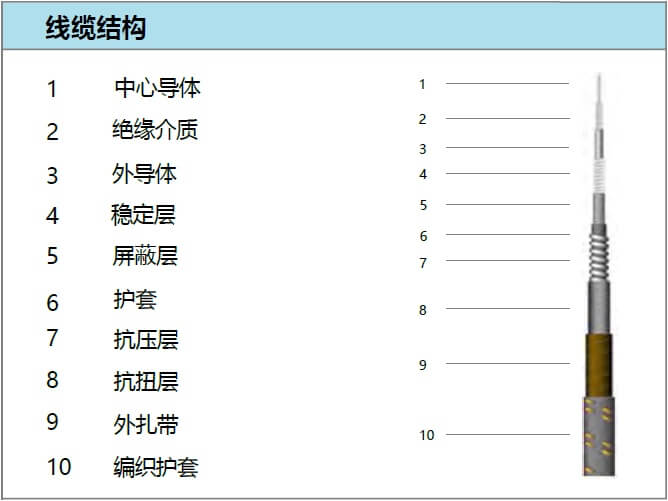 线缆结构
1 中心导体
2 绝缘介质
3 外导体
4 稳定层
5 屏蔽层
6 护套
7 抗压层
8 抗扭层
9 外扎带
10 编织护套
1
2
3
4
5
6
7
8
9
10